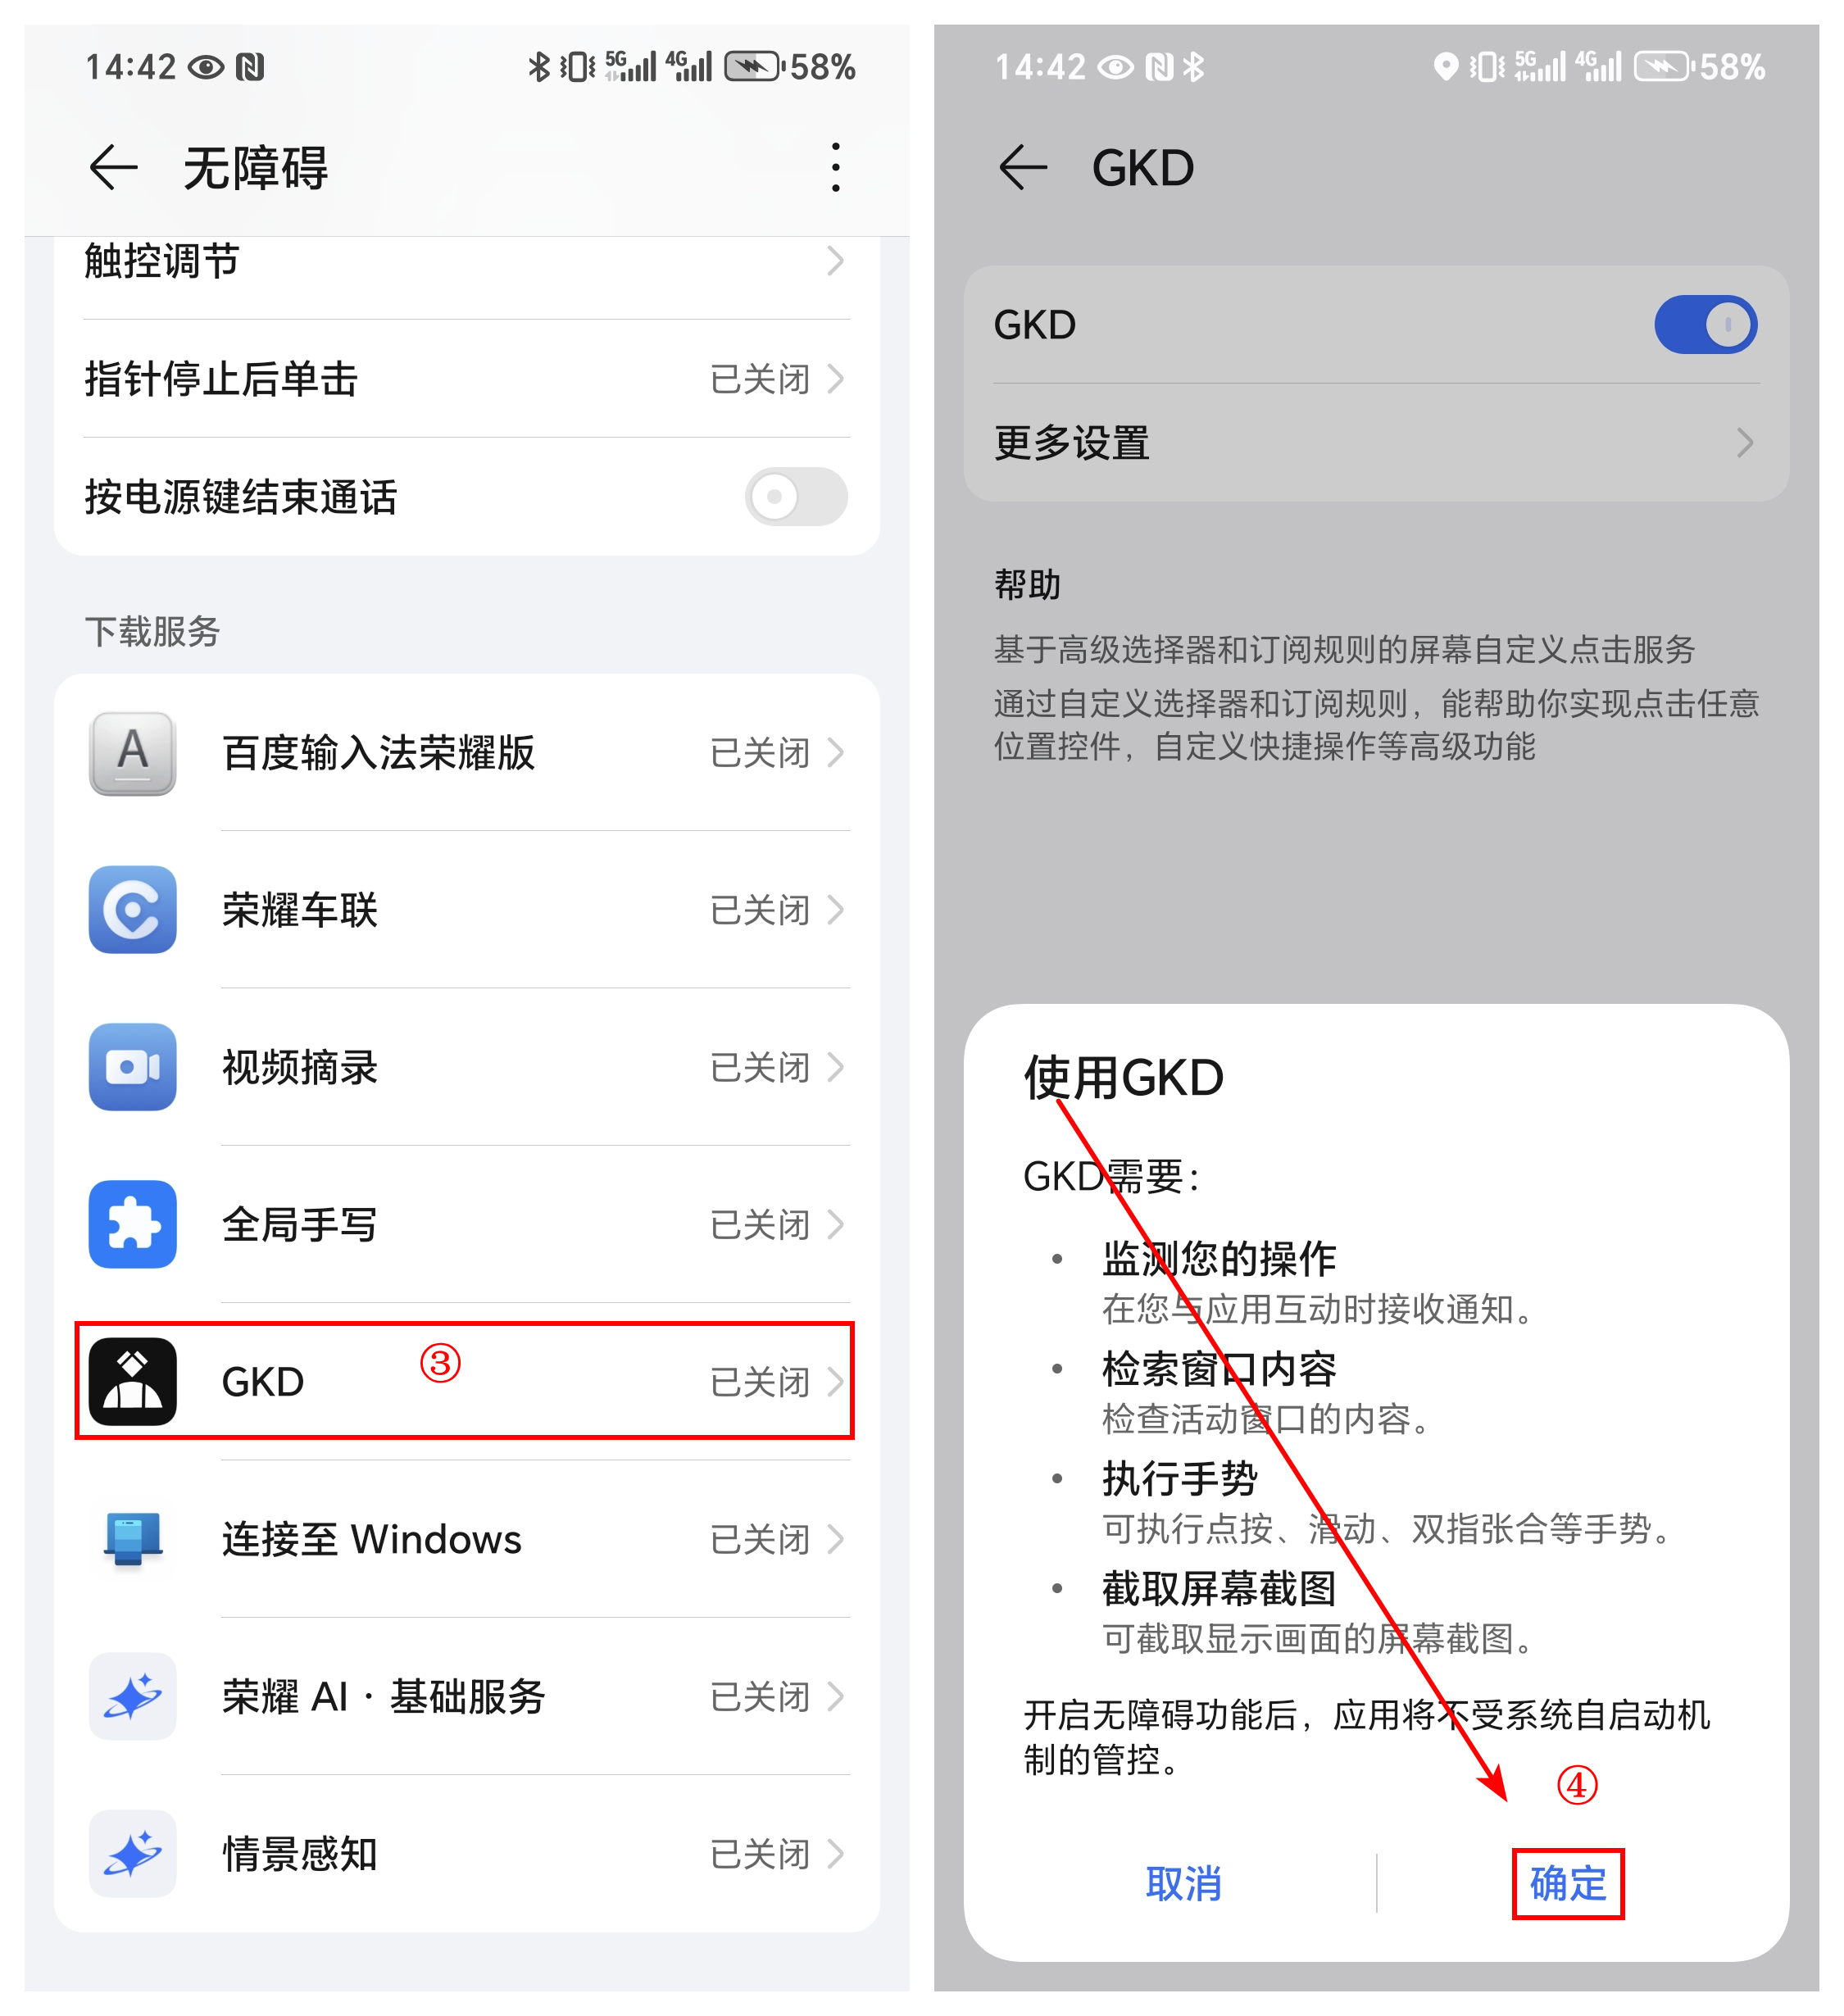 14:42
5G 4G 58%
无障碍
触控调节
指针停止后单击 已关闭
按电源键结束通话
下载服务
A 百度输入法荣耀版 已关闭
荣耀车联 已关闭
视频摘录 已关闭
全局手写 已关闭
③
GKD 已关闭
连接至 Windows 已关闭
荣耀 AI · 基础服务 已关闭
情景感知 已关闭
14:42
5G 4G 58%
GKD
GKD
更多设置
帮助
基于高级选择器和订阅规则的屏幕自定义点击服务
通过自定义选择器和订阅规则，能帮助你实现点击任意
位置控件，自定义快捷操作等高级功能
使用GKD
GKD需要：
• 监测您的操作
在您与应用互动时接收通知。
• 检索窗口内容
检查活动窗口的内容。
• 执行手势
可执行点按、滑动、双指张合等手势。
• 截取屏幕截图
可截取显示画面的屏幕截图。
开启无障碍功能后，应用将不受系统自启动机
制的管控。
④
取消 确定